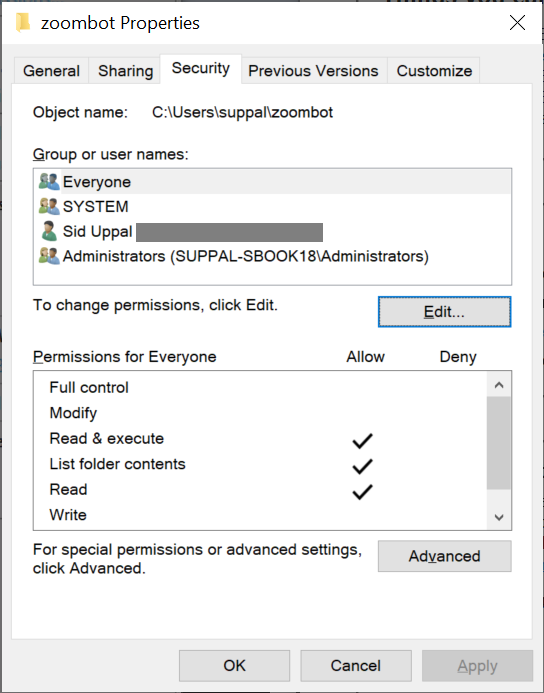 zoombot Properties
General Sharing Security Previous Versions Customize
Object name: C:\Users\suppal\zoombot
Group or user names:
Everyone
SYSTEM
Sid Uppal
Administrators (SUPPAL-SBOOK18\Administrators)
To change permissions, click Edit.
Edit...
Permissions for Everyone Allow Deny
Full control
Modify
Read & execute
List folder contents
Read
Write
For special permissions or advanced settings,
click Advanced.
Advanced
OK Cancel Apply